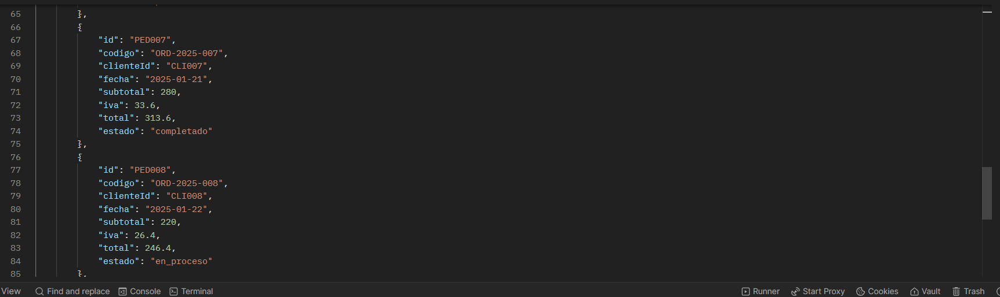 65 },
66 {
67 "id": "PED007",
68 "codigo": "ORD-2025-007",
69 "clienteId": "CLI007",
70 "fecha": "2025-01-21",
71 "subtotal": 280,
72 "iva": 33.6,
73 "total": 313.6,
74 "estado": "completado"
75 },
76 {
77 "id": "PED008",
78 "codigo": "ORD-2025-008",
79 "clienteId": "CLI008",
80 "fecha": "2025-01-22",
81 "subtotal": 220,
82 "iva": 26.4,
83 "total": 246.4,
84 "estado": "en_proceso"
85 },
View Find and replace Console Terminal Runner Start Proxy Cookies Vault Trash